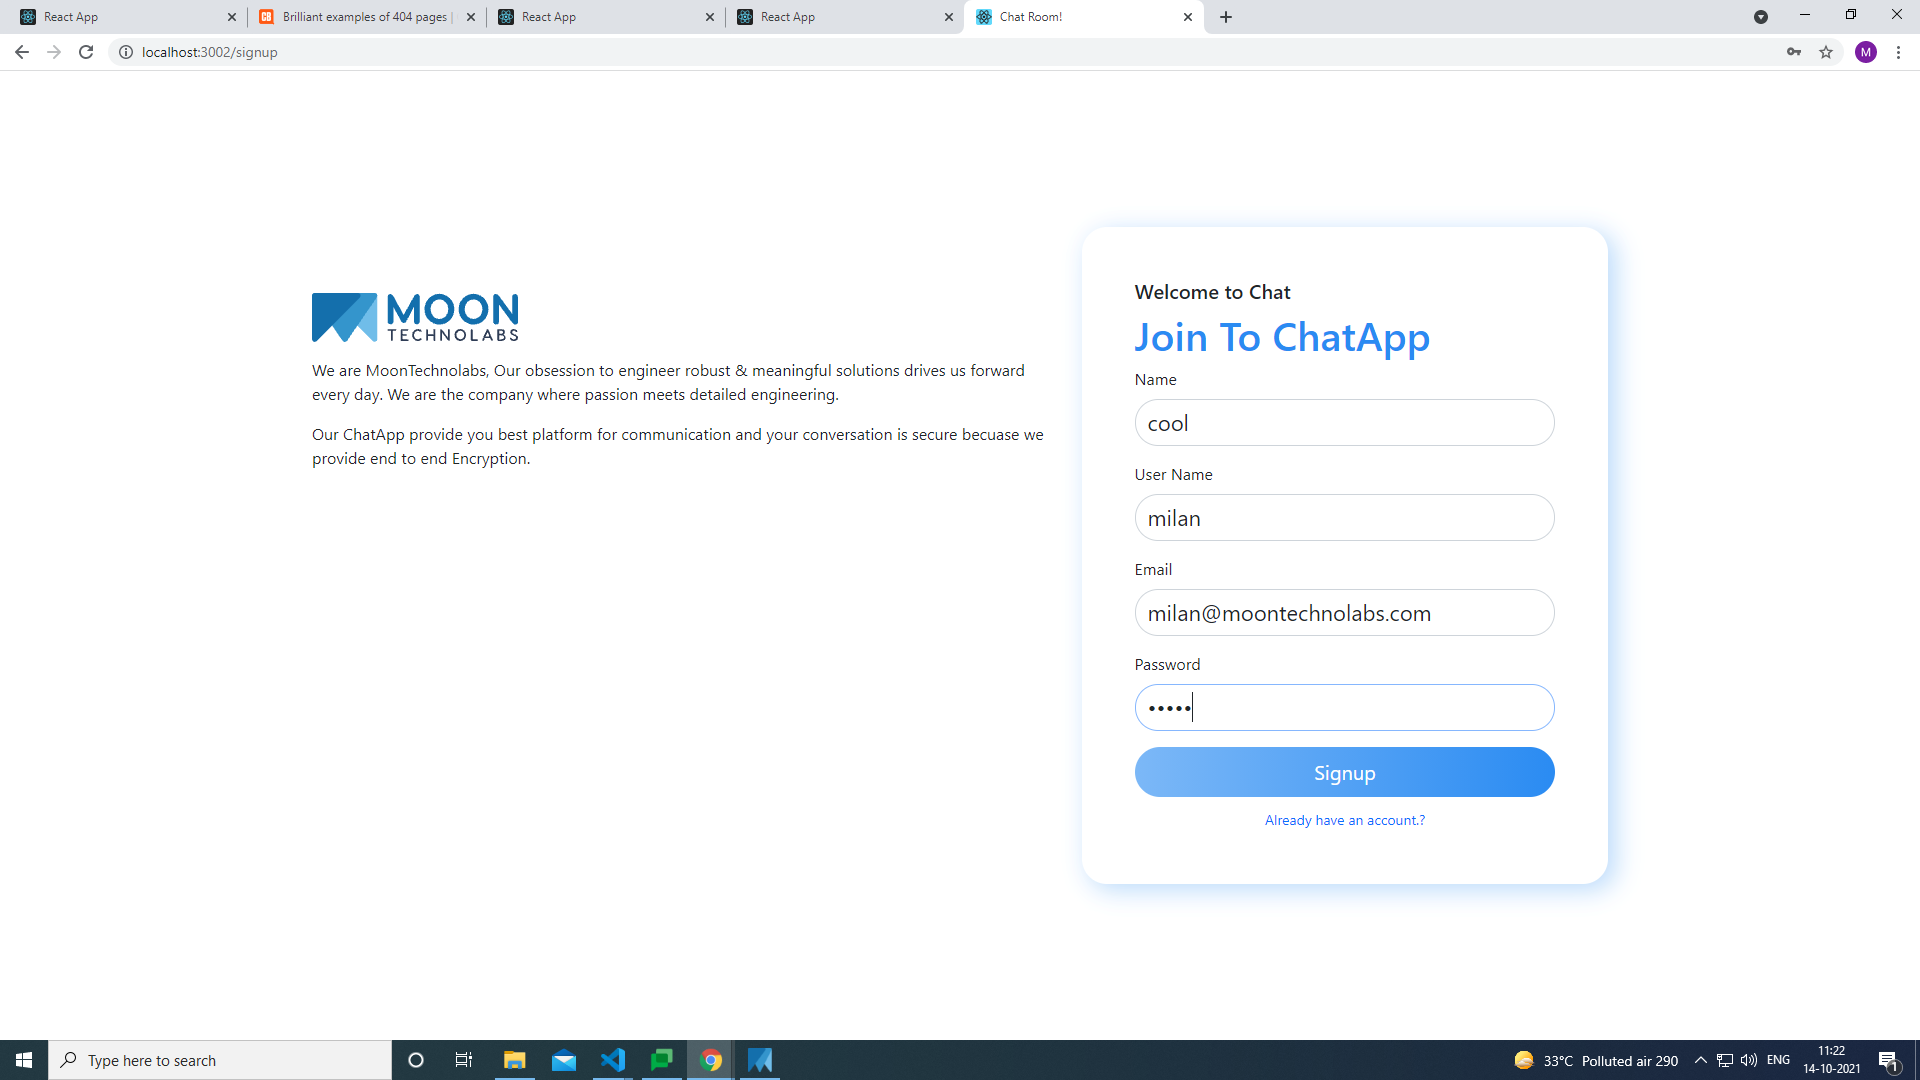 React App
Brilliant examples of 404 pages |
React App
React App
Chat Room!
localhost:3002/signup
M
MOON
TECHNOLABS
We are MoonTechnolabs, Our obsession to engineer robust & meaningful solutions drives us forward
every day. We are the company where passion meets detailed engineering.
Our ChatApp provide you best platform for communication and your conversation is secure becuase we
provide end to end Encryption.
Welcome to Chat
Join To ChatApp
Name
cool
User Name
milan
Email
milan@moontechnolabs.com
Password
•••••
Signup
Already have an account.?
Type here to search
33°C Polluted air 290
ENG
11:22
14-10-2021
1